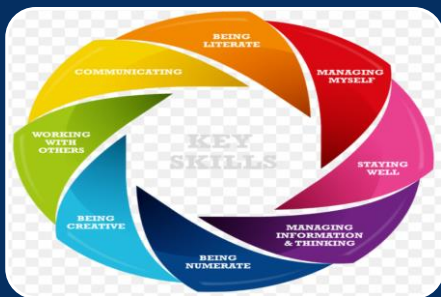 BEING
LITERATE
MANAGING
MYSELF
STAYING
WELL
MANAGING
INFORMATION
& THINKING
BEING
NUMERATE
BEING
CREATIVE
WORKING
WITH
OTHERS
COMMUNICATING
KEY
SKILLS